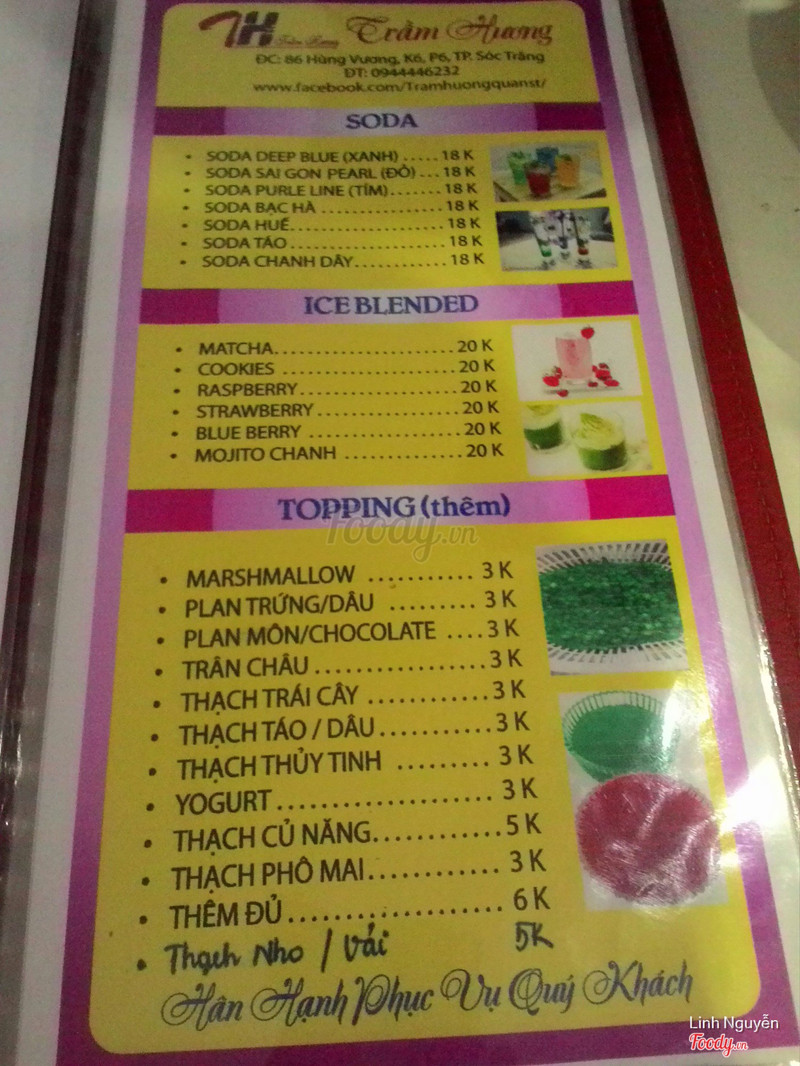 TH Trầm Hương Trầm Hương
ĐC: 86 Hùng Vương, K6, P6, TP. Sóc Trăng
ĐT: 0944446232
www.facebook.com/Tramhuongquanst/
SODA
• SODA DEEP BLUE (XANH) ..... 18 K
• SODA SAI GON PEARL (ĐỎ) ... 18 K
• SODA PURLE LINE (TÍM)....... 18 K
• SODA BẠC HÀ .................. 18 K
• SODA HUẾ....................... 18 K
• SODA TÁO ....................... 18 K
• SODA CHANH DÂY............ 18 K
ICE BLENDED
• MATCHA.......................... 20 K
• COOKIES ......................... 20 K
• RASPBERRY....................... 20 K
• STRAWBERRY.................... 20 K
• BLUE BERRY ..................... 20 K
• MOJITO CHANH ............... 20 K
TOPPING (thêm)
Foody.vn
• MARSHMALLOW ........... 3 K
• PLAN TRỨNG/DÂU ......... 3 K
• PLAN MÔN/CHOCOLATE .... 3 K
• TRÂN CHÂU.................. 3 K
• THẠCH TRÁI CÂY ............. 3 K
• THẠCH TÁO / DÂU........... 3 K
• THẠCH THỦY TINH ......... 3 K
• YOGURT..................... 3 K
• THẠCH CỦ NĂNG............ 5 K
• THẠCH PHÔ MAI............ 3 K
• THÊM ĐỦ.................... 6 K
• Thạch Nho / Vải 5K
Hân Hạnh Phục Vụ Quý Khách
Linh Nguyễn
Foody.vn